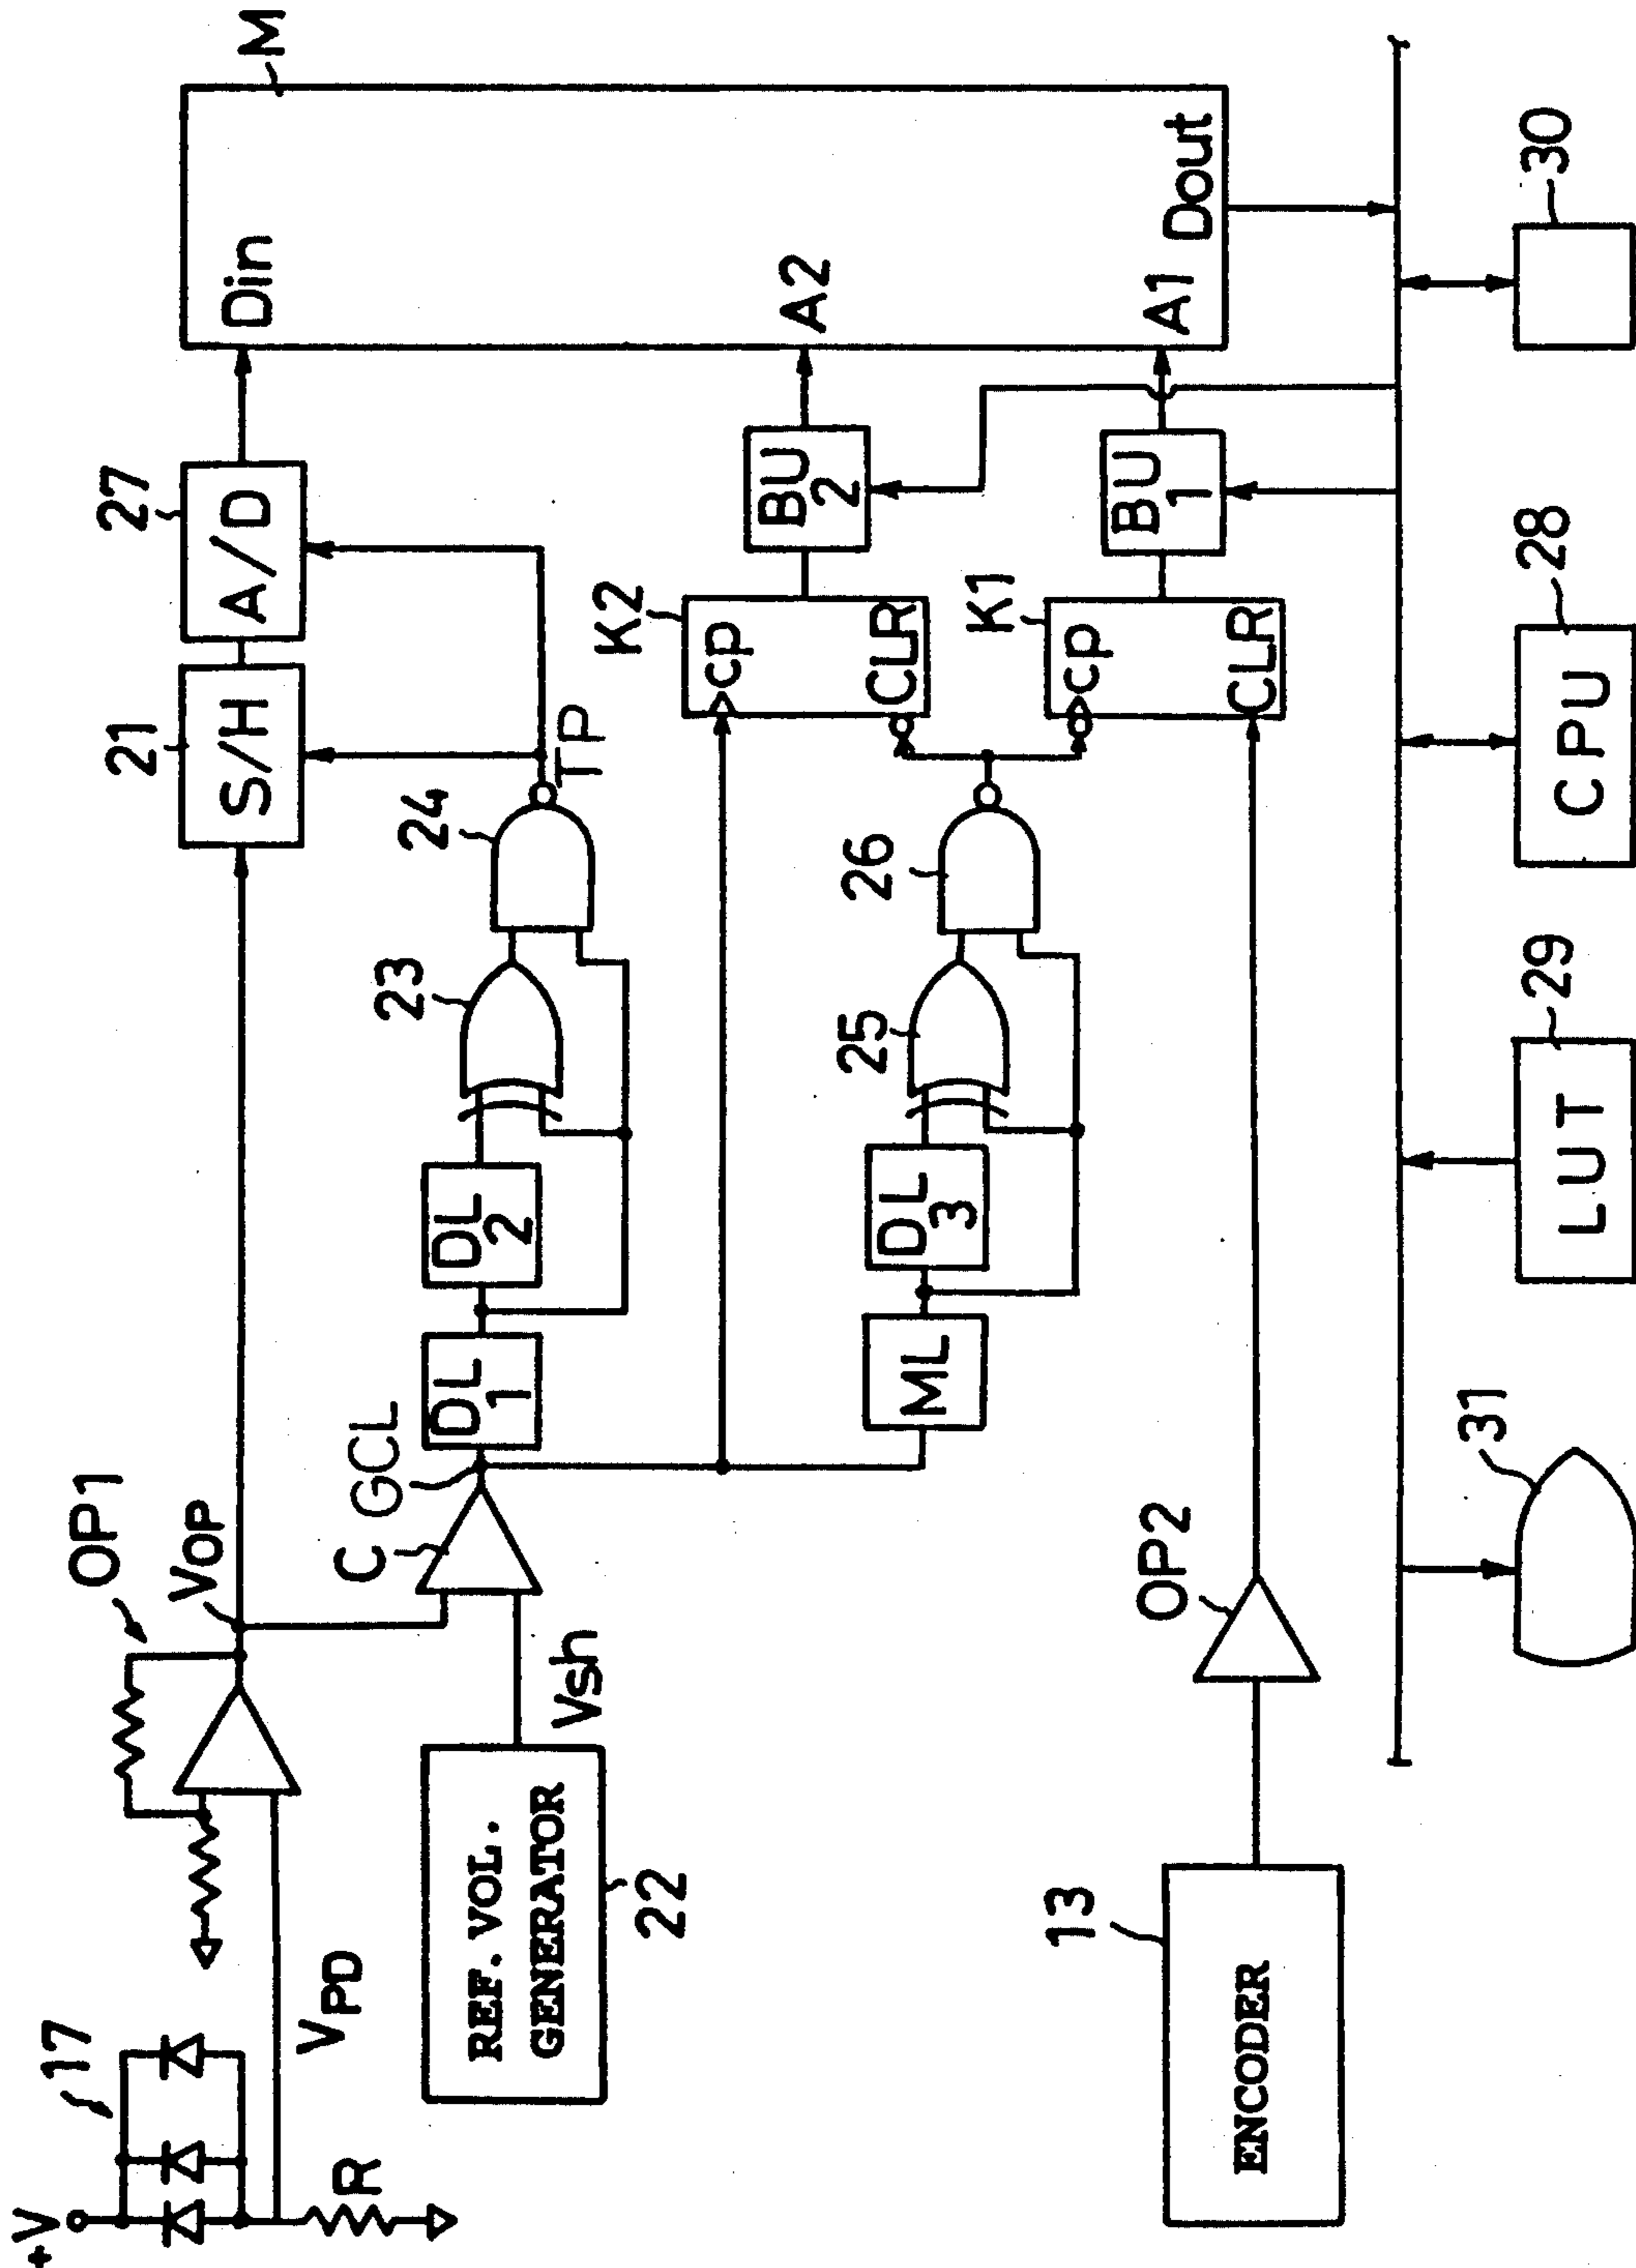 +V
17
VPD
R
OP1
VOP
21
S/H
27
A/D
Din
M
REF. VOL.
GENERATOR
22
Vsh
C
GCL
DL
1
DL
2
23
24
TP
K2
cp
CLR
BU
2
A2
ML
DL
3
25
26
K1
cp
CLR
BU
1
A1
Dout
13
ENCODER
OP2
31
LUT
29
CPU
28
30